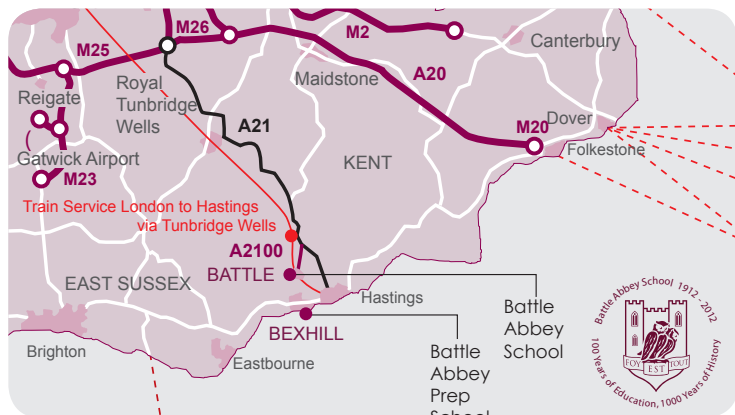 M25
M26
M2
Canterbury
Maidstone
A20
Reigate
Royal
Tunbridge
Wells
A21
Dover
M20
Folkestone
Gatwick Airport
M23
KENT
Train Service London to Hastings
via Tunbridge Wells
A2100
BATTLE
EAST SUSSEX
Hastings
BEXHILL
Brighton
Eastbourne
Battle
Abbey
School
Battle
Abbey
Prep
School
Battle Abbey School 1912 - 2012
FOY EST TOUT
100 Years of Education, 1000 Years of History